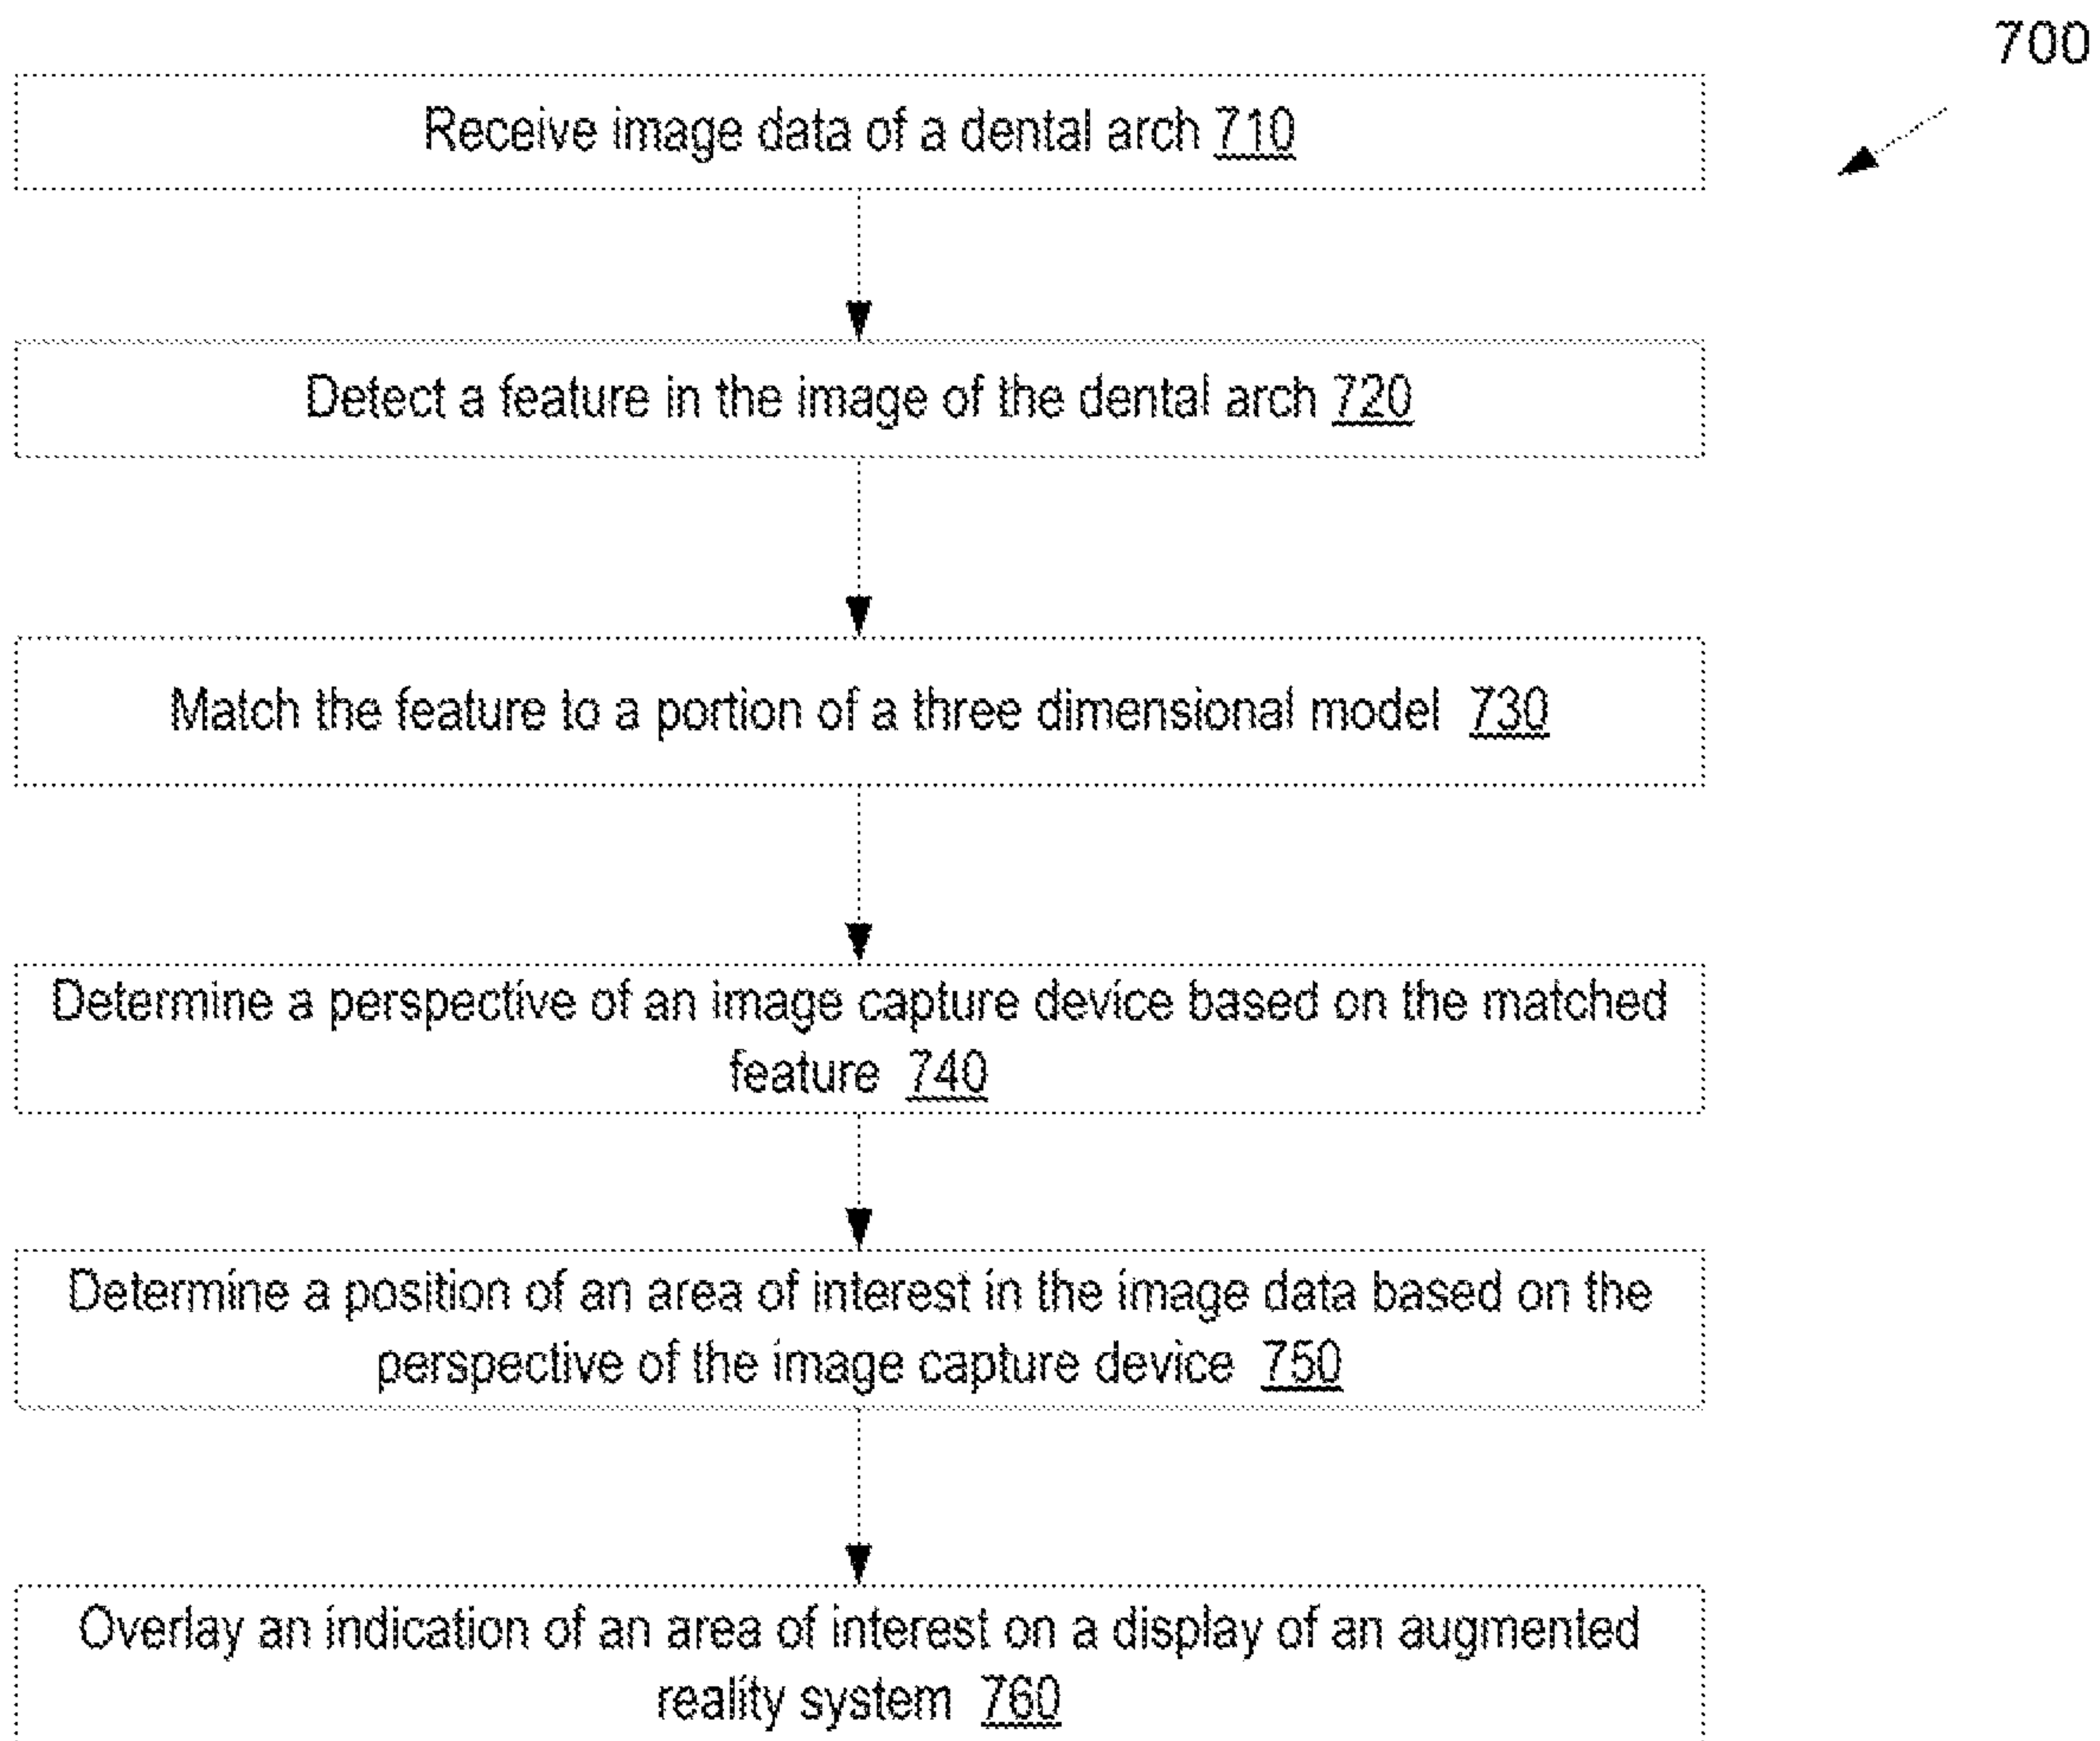 700
Receive image data of a dental arch 710
Detect a feature in the image of the dental arch 720
Match the feature to a portion of a three dimensional model 730
Determine a perspective of an image capture device based on the matched
feature 740
Determine a position of an area of interest in the image data based on the
perspective of the image capture device 750
Overlay an indication of an area of interest on a display of an augmented
reality system 760